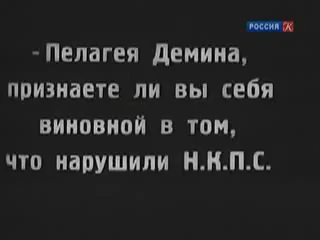 РОССИЯ К
- Пелагея Демина,
признаете ли вы себя
виновной в том,
что нарушили Н.К.П.С.